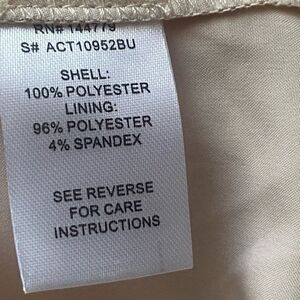 RN# 144779
S# ACT10952BU
SHELL:
100% POLYESTER
LINING:
96% POLYESTER
4% SPANDEX
SEE REVERSE
FOR CARE
INSTRUCTIONS